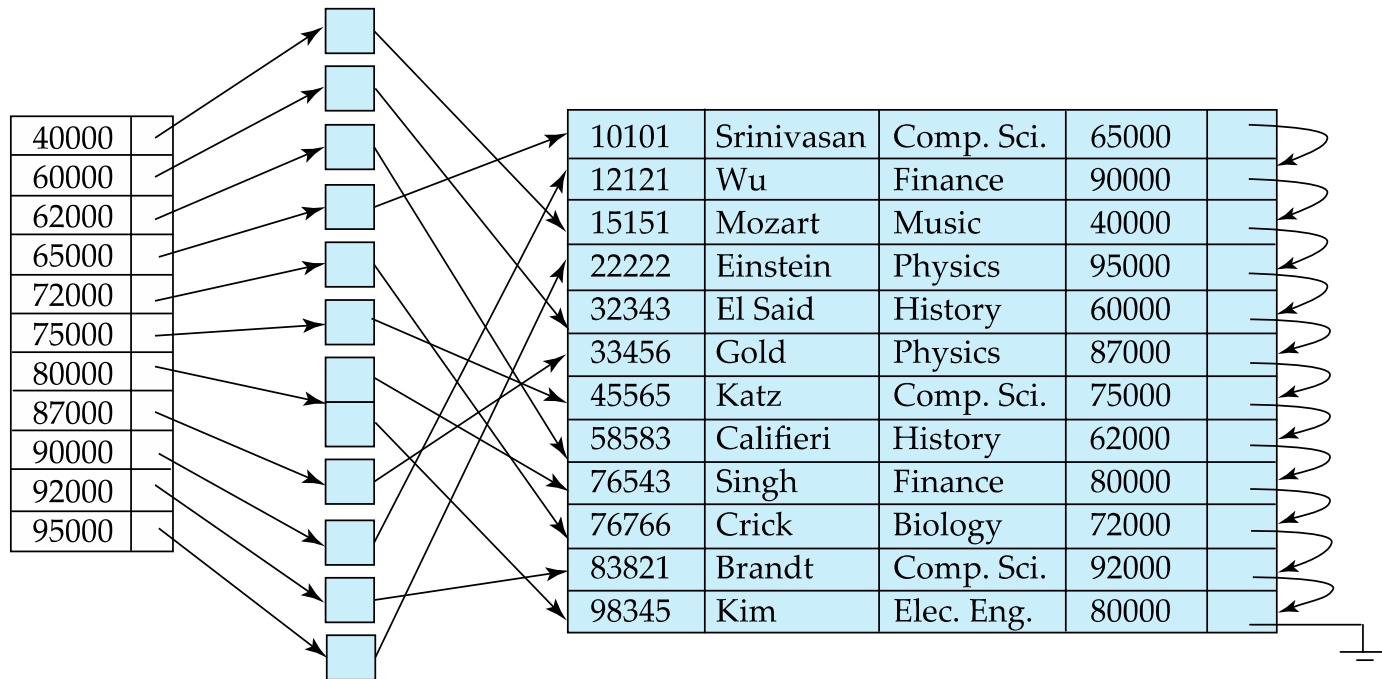 40000
60000
62000
65000
72000
75000
80000
87000
90000
92000
95000
10101 Srinivasan Comp. Sci. 65000
12121 Wu Finance 90000
15151 Mozart Music 40000
22222 Einstein Physics 95000
32343 El Said History 60000
33456 Gold Physics 87000
45565 Katz Comp. Sci. 75000
58583 Califieri History 62000
76543 Singh Finance 80000
76766 Crick Biology 72000
83821 Brandt Comp. Sci. 92000
98345 Kim Elec. Eng. 80000